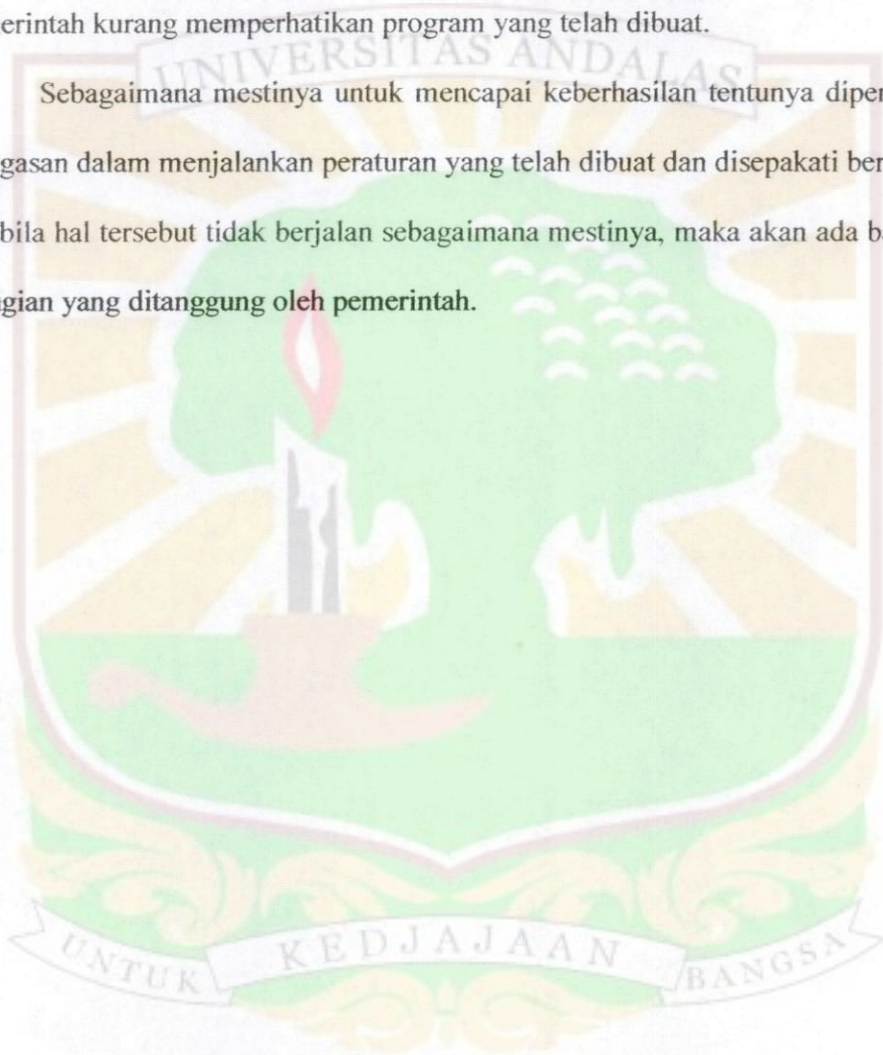 erintah kurang memperhatikan program yang telah dibuat.
UNIVERSITAS ANDALAS
Sebagaimana mestinya untuk mencapai keberhasilan tentunya diper
gasan dalam menjalankan peraturan yang telah dibuat dan disepakati ber
bila hal tersebut tidak berjalan sebagaimana mestinya, maka akan ada b
gian yang ditanggung oleh pemerintah.
UNTUK KEDJAJAAN BANGSA